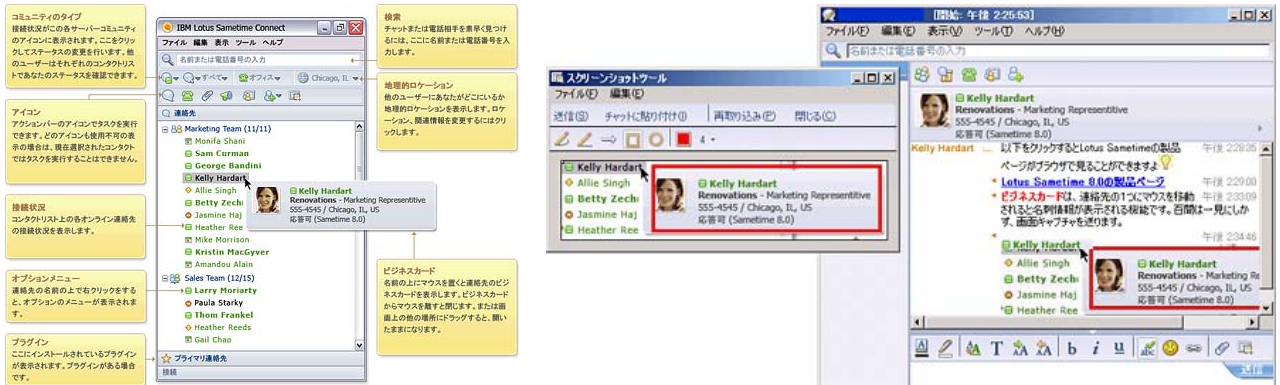 コミュニティのタイプ
接続状況がこの各サーバーコミュニティ
のアイコンに表示されます。ここをクリッ
クしてステータスの変更を行います。他
のユーザーはそれぞれのコンタクトリス
トであなたのステータスを確認できます。
アイコン
アクションバーのアイコンでタスクを実行
できます。どのアイコンも使用不可の表
示の場合は、現在選択されたコンタクト
ではタスクを実行することはできません。
接続状況
コンタクトリスト上の各オンライン連絡先
の接続状況を表示します。
オプションメニュー
連絡先の名前の上で右クリックをする
と、オプションのメニューが表示されま
す。
プラグイン
ここにインストールされているプラグイン
が表示されます。プラグインがある場合
です。
IBM Lotus Sametime Connect
ファイル 編集 表示 ツール ヘルプ
名前または電話番号の入力
すべて オフィス Chicago, IL
連絡先
Marketing Team (11/11)
Monifa Shani
Sam Curman
George Bandini
Kelly Hardart
Allie Singh
Betty Zech
Jasmine Haj
Heather Ree
Mike Morrison
Kristin MacGyver
Amandou Alain
Sales Team (12/15)
Larry Moriarty
Paula Starky
Thom Frankel
Heather Reeds
Gail Chao
プライマリ連絡先
接続
Kelly Hardart
Renovations - Marketing Representitive
555-4545 / Chicago, IL, US
応答可 (Sametime 8.0)
検索
チャットまたは電話相手を素早く見つけ
るには、ここに名前または電話番号を入
力します。
地理的ロケーション
他のユーザーにあなたがどこにいるか
地理的ロケーションを表示します。ロケ
ーション、関連情報を変更するにはクリ
ックします。
ビジネスカード
名前の上にマウスを置くと連絡先のビジ
ネスカードを表示します。ビジネスカード
からマウスを離すと閉じます。または画
面上の他の場所にドラッグすると、開い
たままになります。
スクリーンショットツール
ファイル(F) 編集(E)
送信(S) チャットに貼り付け(I) 再取り込み(P) 閉じる(C)
4
Kelly Hardart
Allie Singh
Betty Zech
Jasmine Haj
Heather Ree
Kelly Hardart
Renovations - Marketing Representitive
555-4545 / Chicago, IL, US
応答可 (Sametime 8.0)
[開始: 午後 2:25:53]
ファイル(F) 編集(E) 表示(V) ツール(T) ヘルプ(H)
名前または電話番号の入力
Kelly Hardart
Renovations - Marketing Representitive
555-4545 / Chicago, IL, US
応答可 (Sametime 8.0)
Kelly Hardart ... 以下をクリックするとLotus Sametimeの製品 午後 2:28:35
ページがブラウザで見ることができますよ
Lotus Sametime 8.0の製品ページ 午後 2:29:00
ビジネスカードは、連絡先の1つにマウスを移動 午後 2:33:09
されると名刺情報が表示される機能です。百聞は一見にしか
ず、画面キャプチャを送ります。
午後 2:34:46
Kelly Hardart
Allie Singh
Betty Zech
Jasmine Haj
Heather Ree
Kelly Hardart
Renovations - Marketing Re
555-4545 / Chicago, IL, US
応答可 (Sametime 8.0)
A T AA AA b i u abc
送信